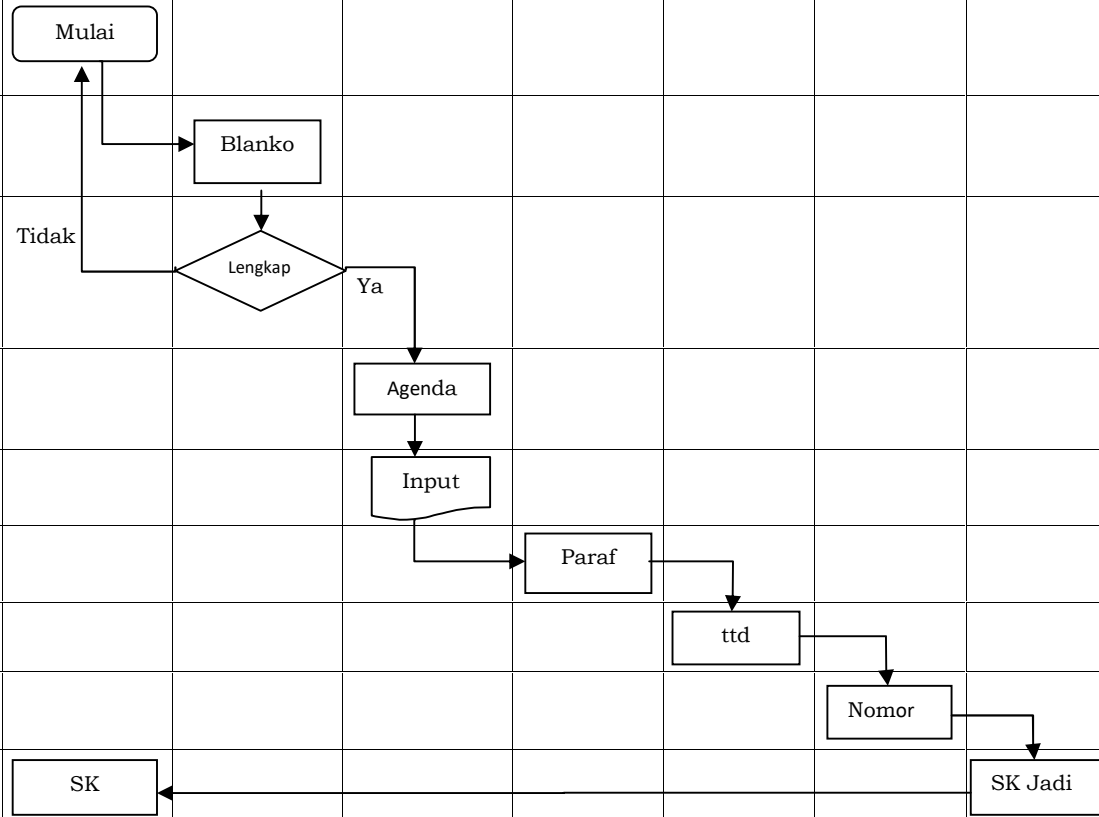 Mulai
Blanko
Tidak
Lengkap
Ya
Agenda
Input
Paraf
ttd
Nomor
SK
SK Jadi